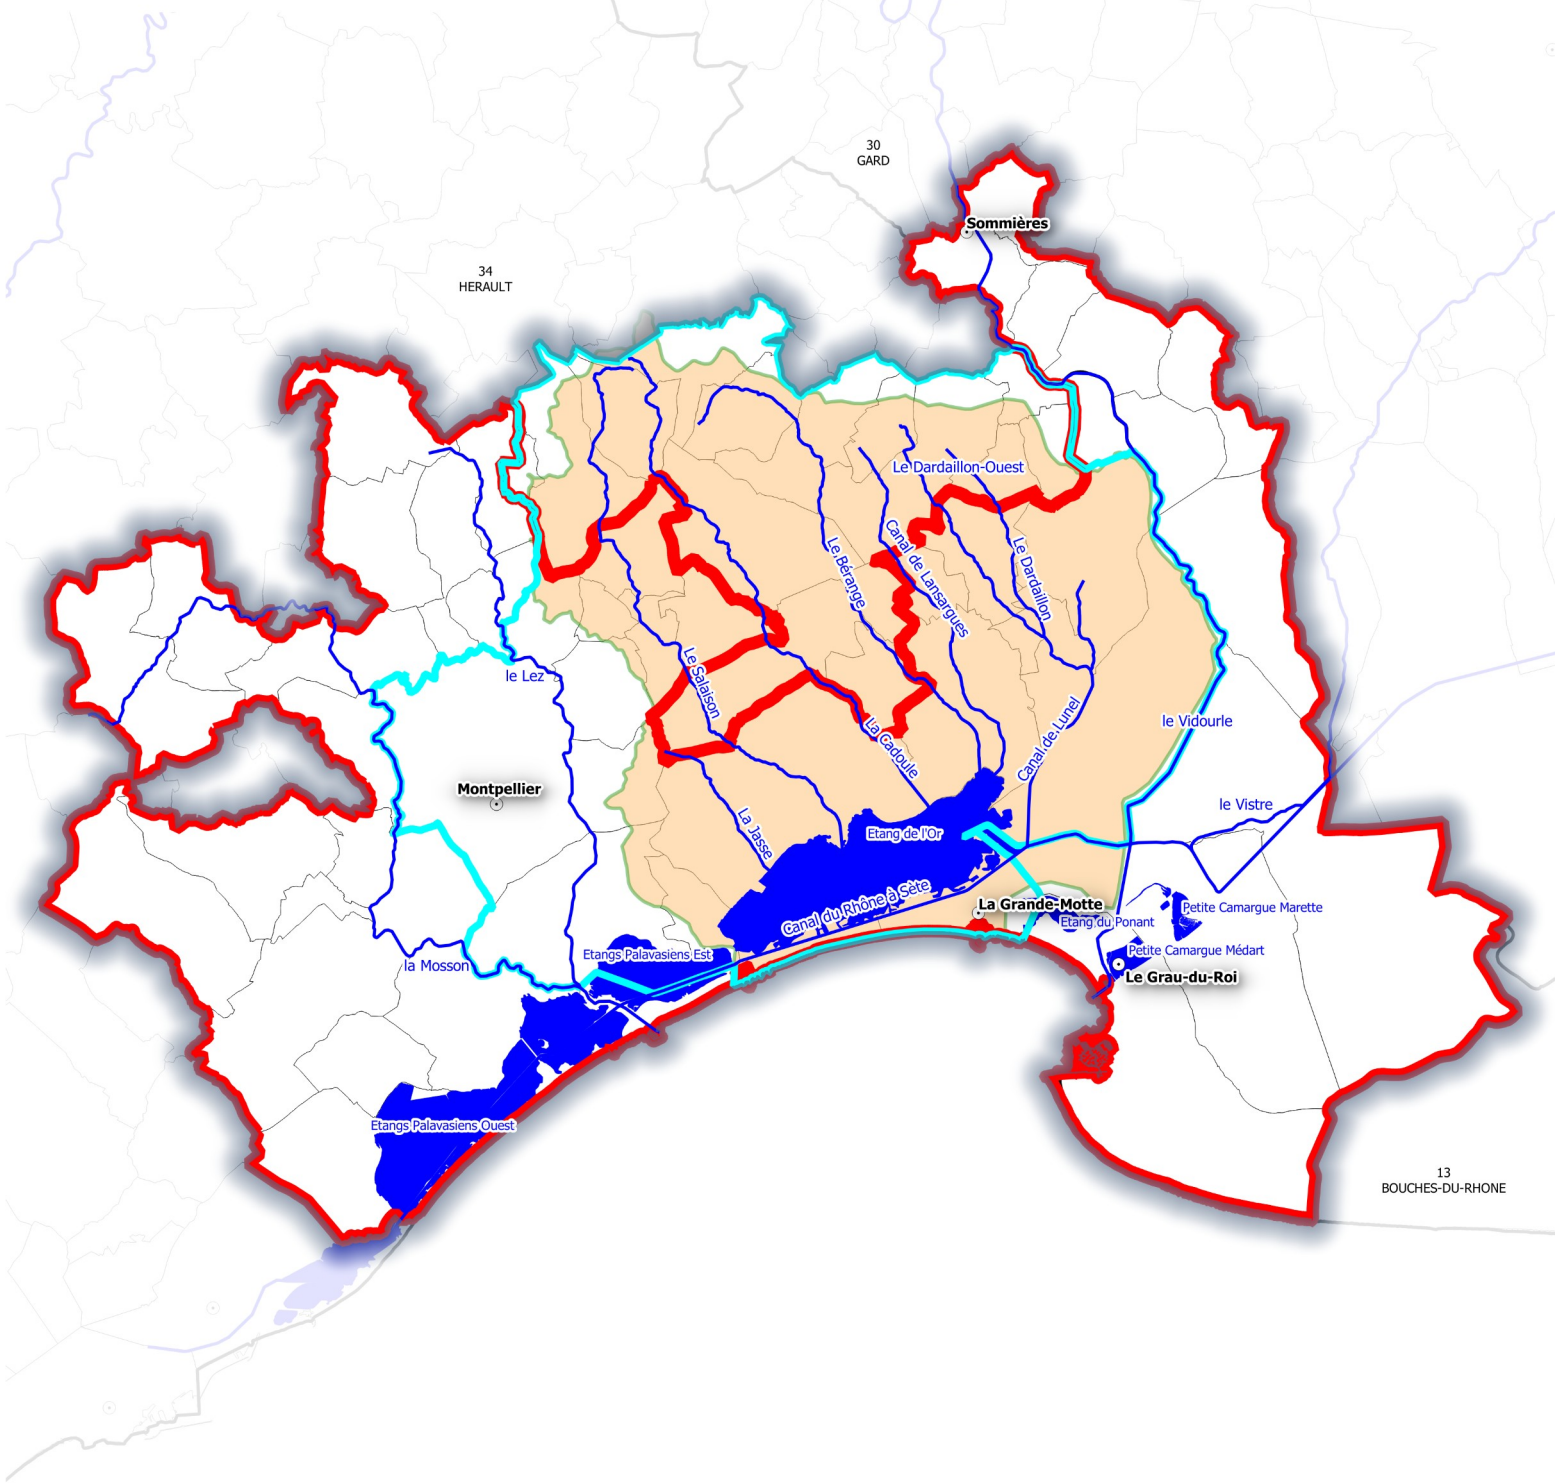 30
GARD
Sommières
34
HERAULT
Le Dardaillon-Ouest
Canal de Lansargues
Le Bérange
Le Dardaillon
le Lez
Le Salaison
La Cadoule
Canal de Lunel
le Vidourle
Montpellier
le Vistre
La Jasse
Etang de l'Or
Canal du Rhône à Sète
La Grande-Motte
Etang du Ponant
Petite Camargue Marette
Etangs Palavasiens Est
Petite Camargue Médart
la Mosson
Le Grau-du-Roi
Etangs Palavasiens Ouest
13
BOUCHES-DU-RHONE